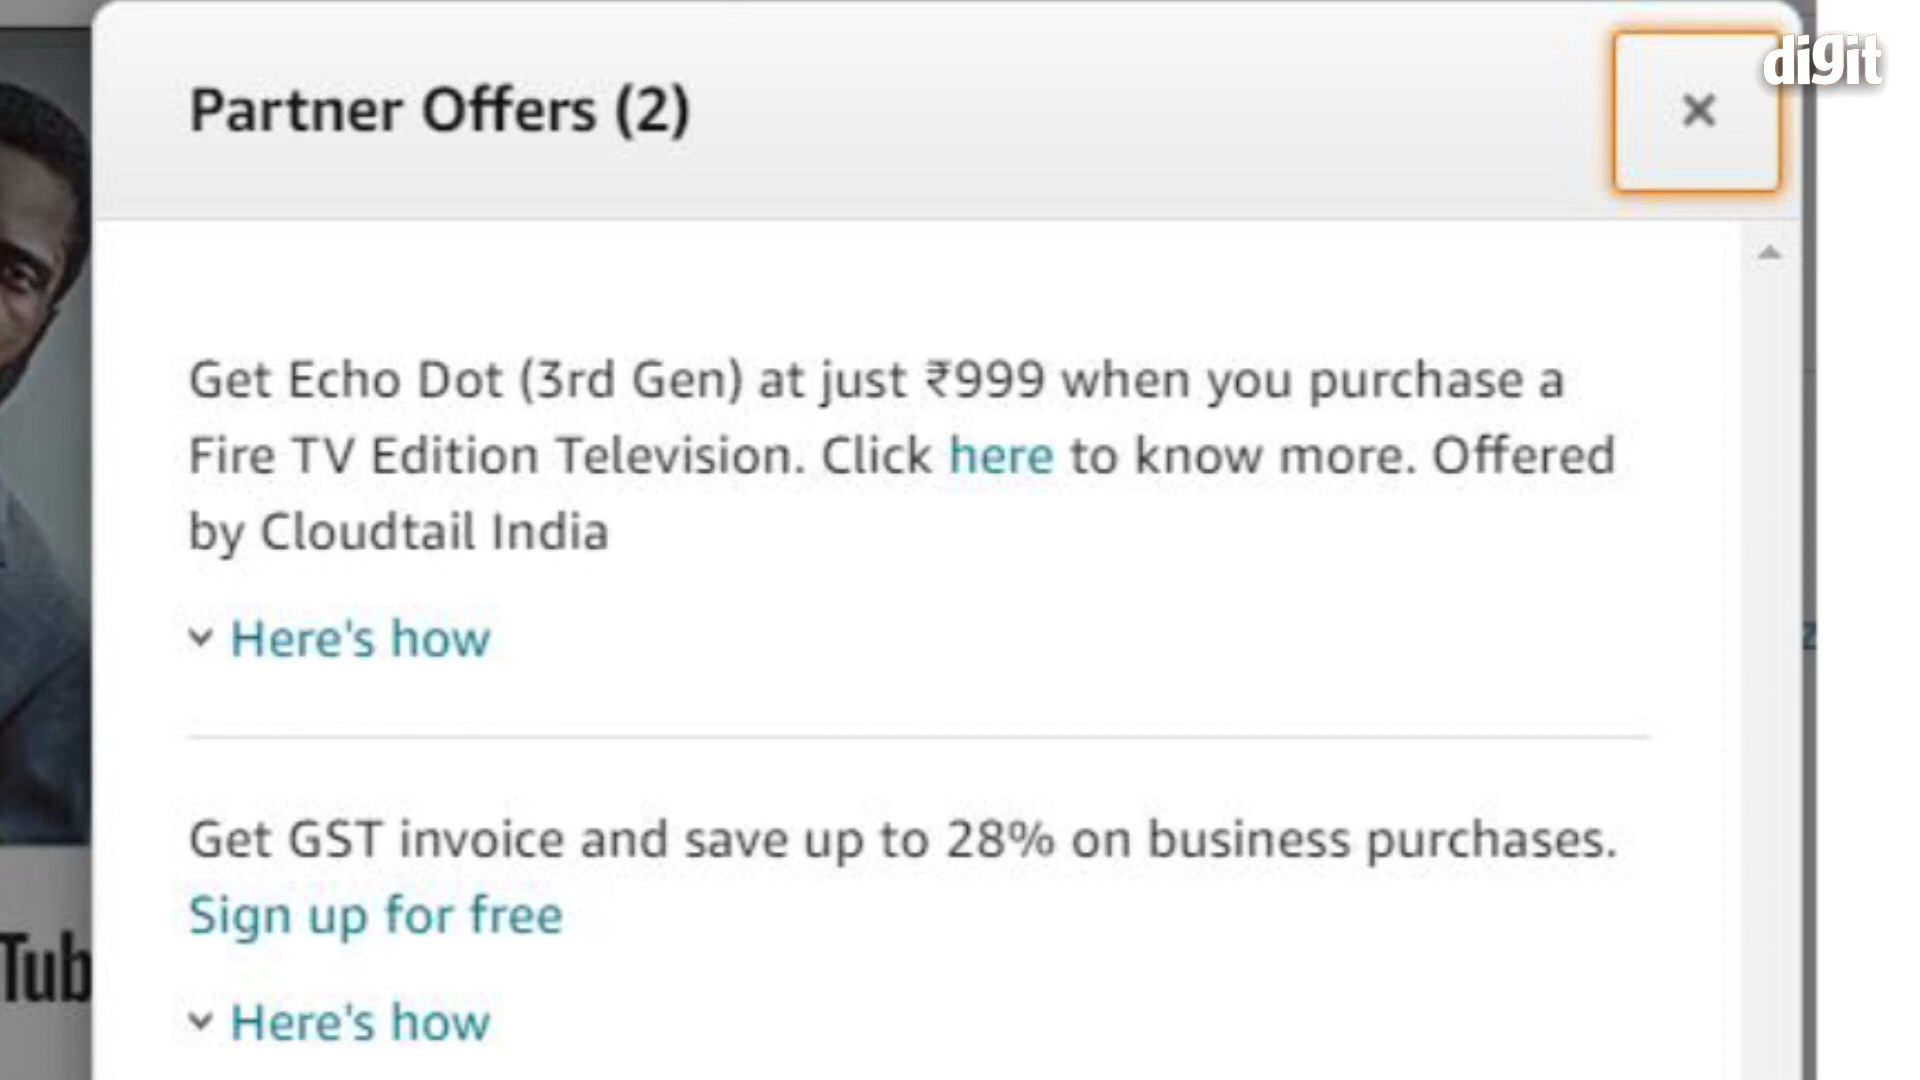 digit
Partner Offers (2)
×
Get Echo Dot (3rd Gen) at just ₹999 when you purchase a
Fire TV Edition Television. Click here to know more. Offered
by Cloudtail India
Here's how
Get GST invoice and save up to 28% on business purchases.
Sign up for free
Here's how
Tub